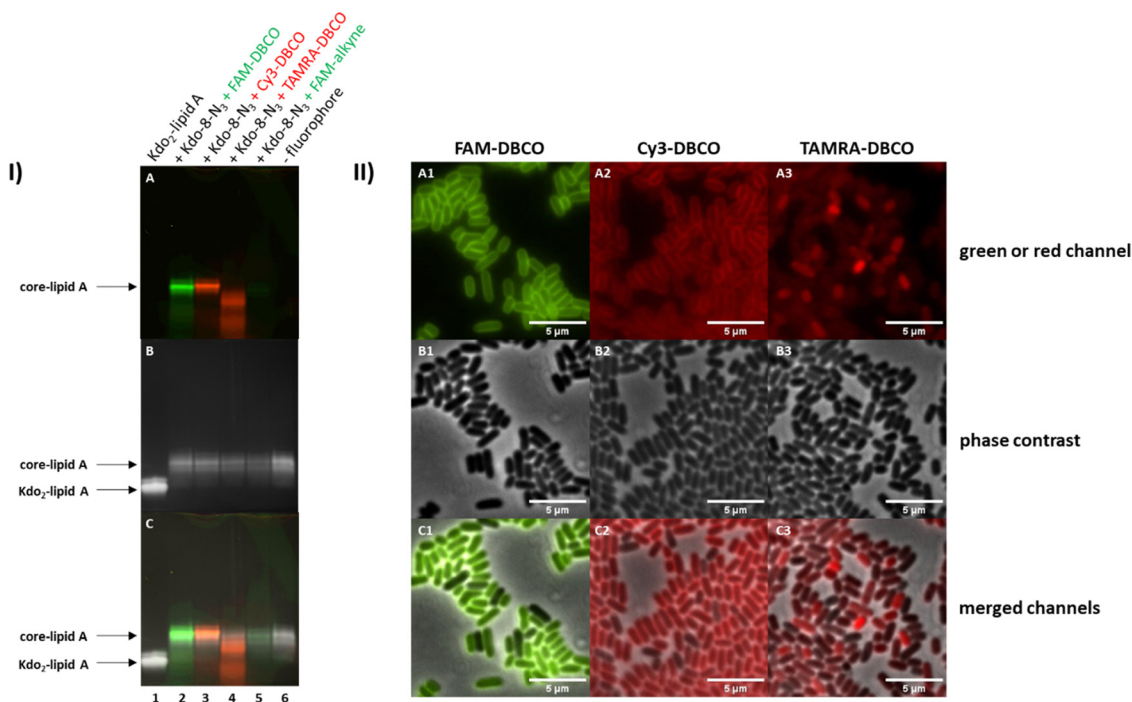 I)
Kdo2-lipid A
+ Kdo-8-N3 + FAM-DBCO
+ Kdo-8-N3 + Cy3-DBCO
+ Kdo-8-N3 + TAMRA-DBCO
+ Kdo-8-N3 + FAM-alkyne
- fluorophore
A
core-lipid A
B
core-lipid A
Kdo2-lipid A
C
core-lipid A
Kdo2-lipid A
1 2 3 4 5 6
II)
FAM-DBCO Cy3-DBCO TAMRA-DBCO
A1 A2 A3
green or red channel
5 µm 5 µm 5 µm
B1 B2 B3
phase contrast
5 µm 5 µm 5 µm
C1 C2 C3
merged channels
5 µm 5 µm 5 µm